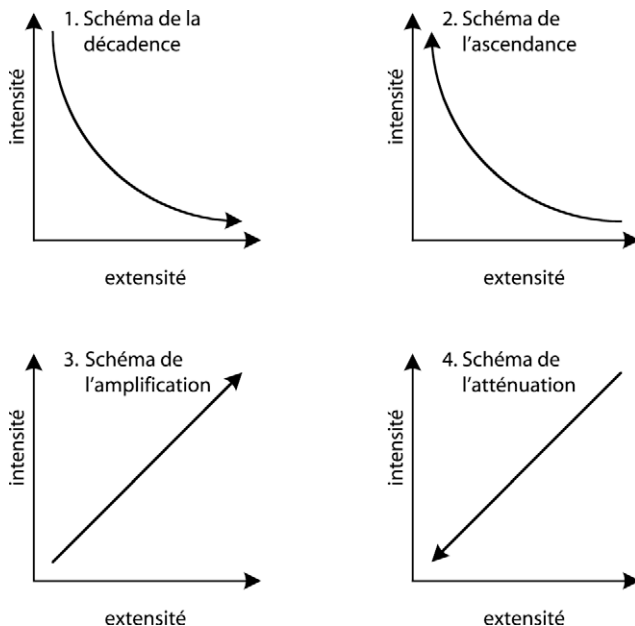 1. Schéma de la
décadence
intensité
extensité
2. Schéma de
l'ascendance
intensité
extensité
3. Schéma de
l'amplification
intensité
extensité
4. Schéma de
l'atténuation
intensité
extensité